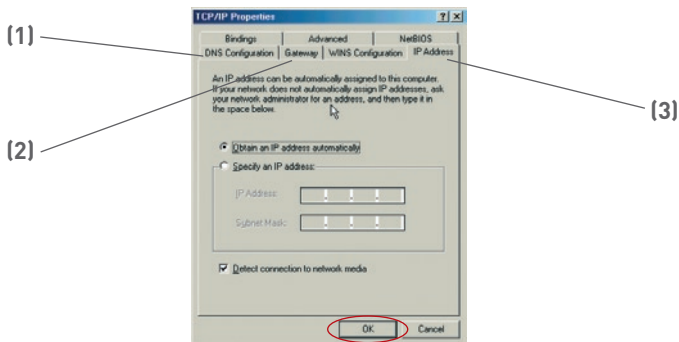 TCP/IP Properties
Bindings Advanced NetBIOS
(1)
DNS Configuration Gateway WINS Configuration IP Address
An IP address can be automatically assigned to this computer.
If your network does not automatically assign IP addresses, ask
your network administrator for an address, and then type it in
the space below.
(3)
(2)
Obtain an IP address automatically
Specify an IP address:
IP Address:
Subnet Mask:
Detect connection to network media
OK Cancel